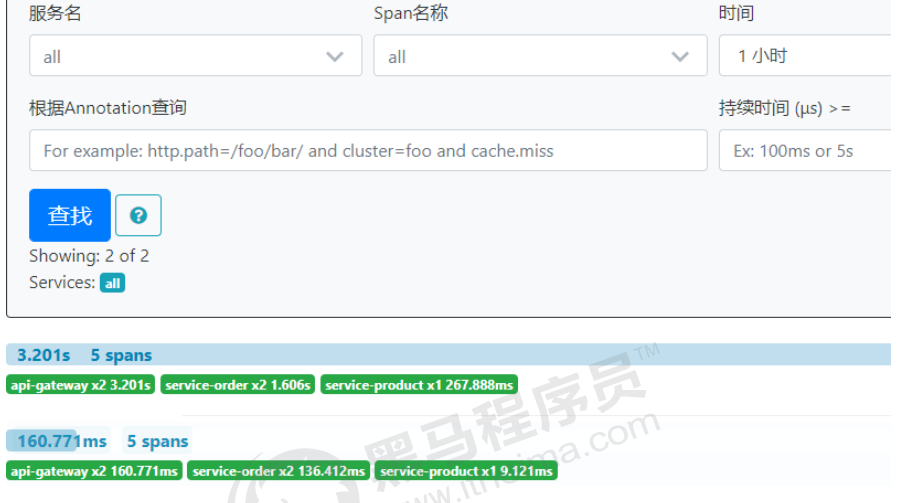 服务名 Span名称 时间
all all 1 小时
根据Annotation查询 持续时间 (μs) >=
For example: http.path=/foo/bar/ and cluster=foo and cache.miss Ex: 100ms or 5s
查找 ?
Showing: 2 of 2
Services: all
3.201s 5 spans
api-gateway x2 3.201s service-order x2 1.606s service-product x1 267.888ms
160.771ms 5 spans
api-gateway x2 160.771ms service-order x2 136.412ms service-product x1 9.121ms
黑马程序员™
www.itheima.com